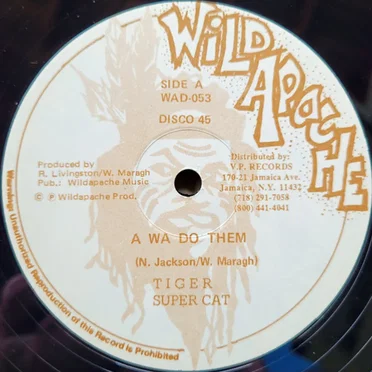 WiLD
APACHE
SIDE A
WAD-053
DISCO 45
Produced by
R. Livingston/W. Maragh
Pub.: Wildapache Music
© ℗ Wildapache Prod.
Distributed by:
V.P. RECORDS
170-21 Jamaica Ave.
Jamaica, N.Y. 11432
(718) 291-7058
(800) 441-4041
A WA DO THEM
(N. Jackson/W. Maragh)
TIGER
SUPER CAT
Warning: Unauthorized Reproduction of this Record is Prohibited